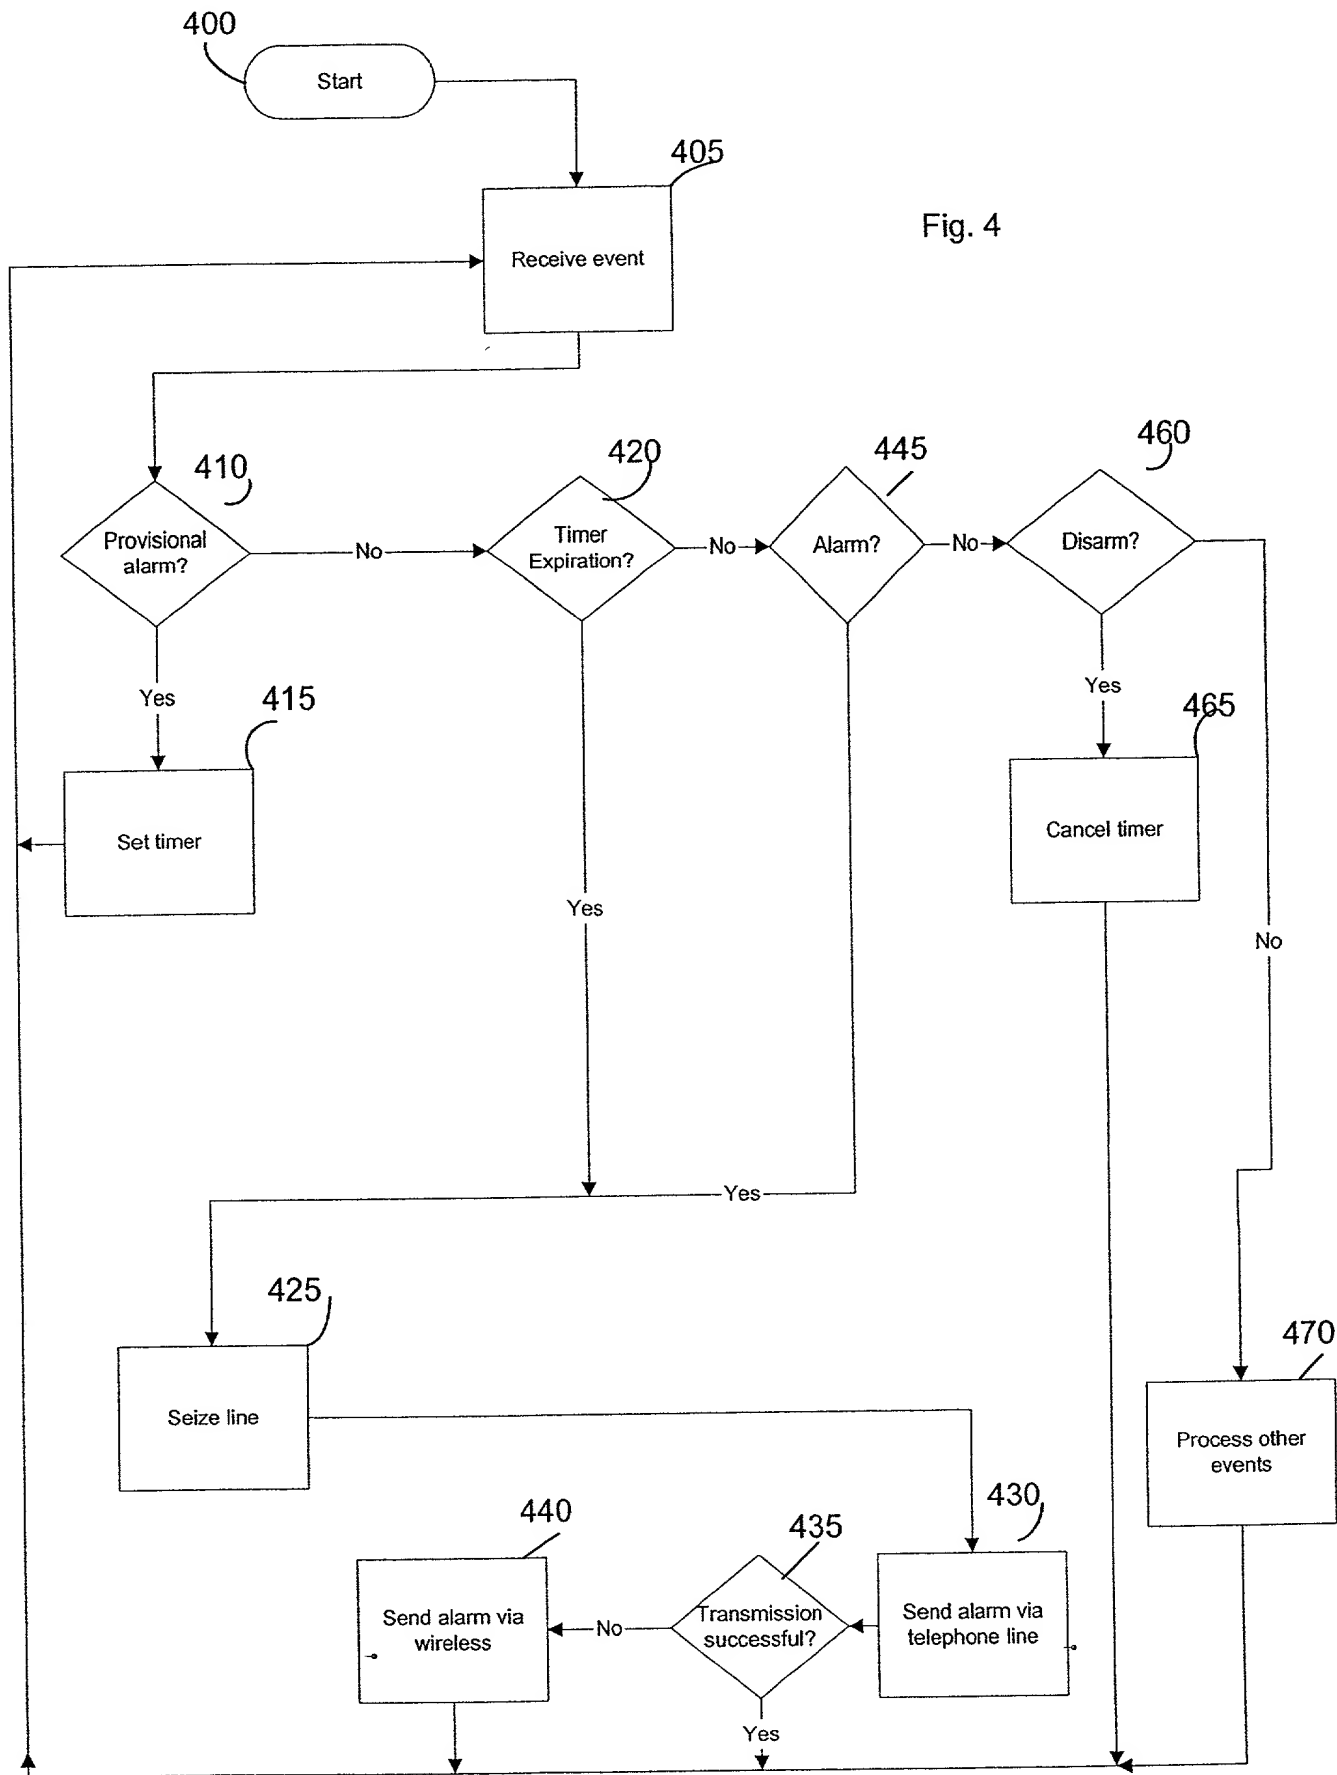 400
Start
405
Fig. 4
Receive event
410
420
445
460
Provisional
alarm?
No
Timer
Expiration?
No
Alarm?
No
Disarm?
Yes
415
Set timer
Yes
465
Cancel timer
Yes
No
Yes
425
Seize line
470
Process other
events
440
435
430
Send alarm via
wireless
No
Transmission
successful?
Send alarm via
telephone line
Yes